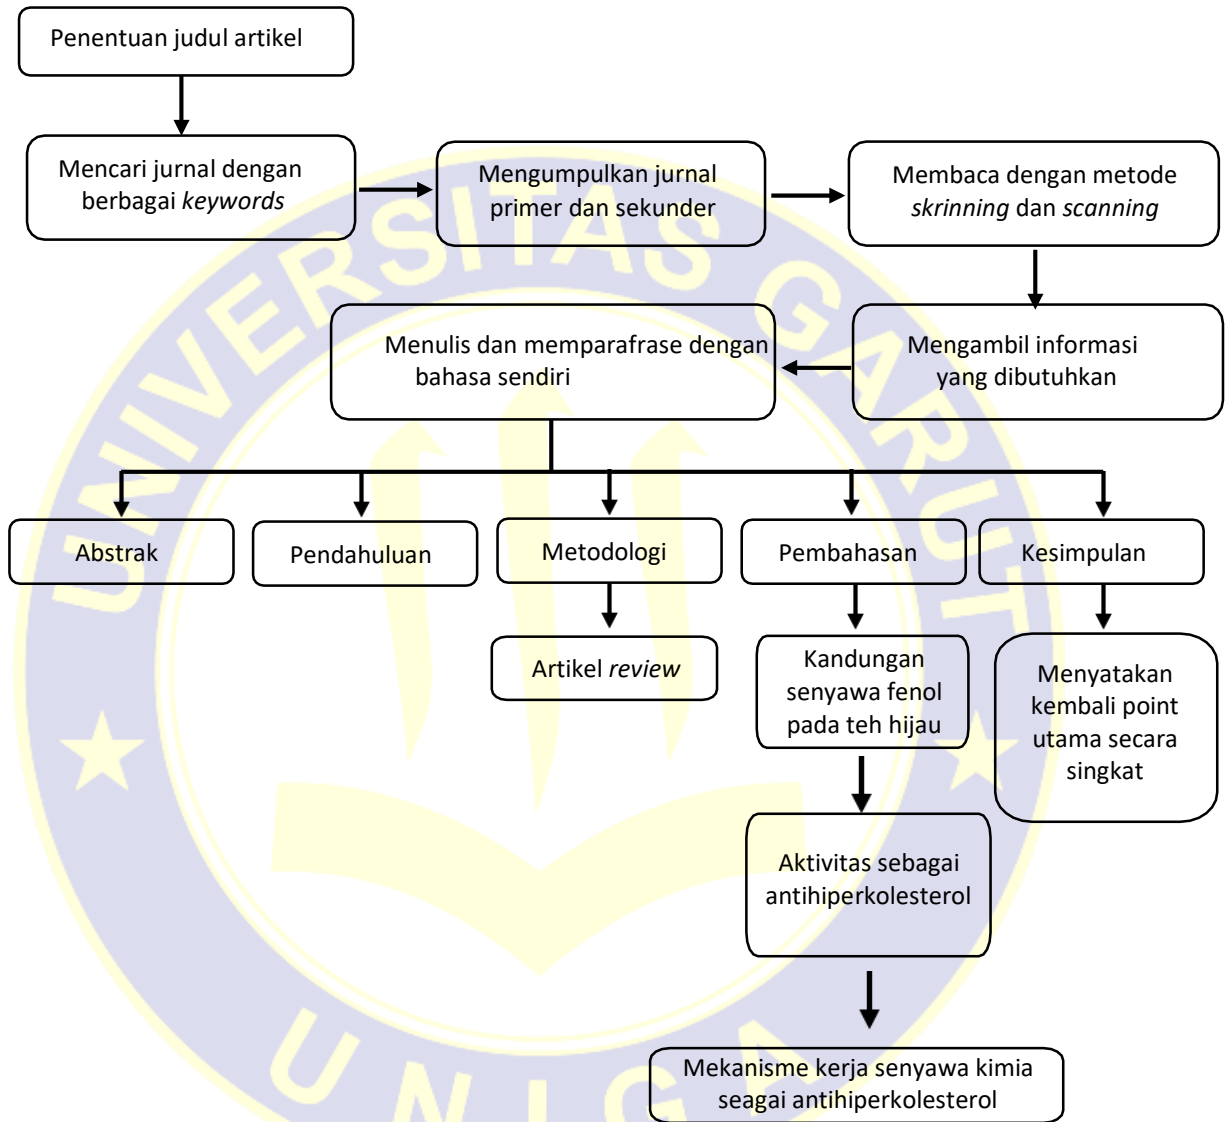 Penentuan judul artikel
Mencari jurnal dengan
berbagai keywords
Mengumpulkan jurnal
primer dan sekunder
Membaca dengan metode
skrinning dan scanning
Menulis dan memparafrase dengan
bahasa sendiri
Mengambil informasi
yang dibutuhkan
Abstrak
Pendahuluan
Metodologi
Pembahasan
Kesimpulan
Artikel review
Kandungan
senyawa fenol
pada teh hijau
Menyatakan
kembali point
utama secara
singkat
Aktivitas sebagai
antihiperkolesterol
Mekanisme kerja senyawa kimia
seagai antihiperkolesterol
UNIVERSITAS GARUT
UNIGA